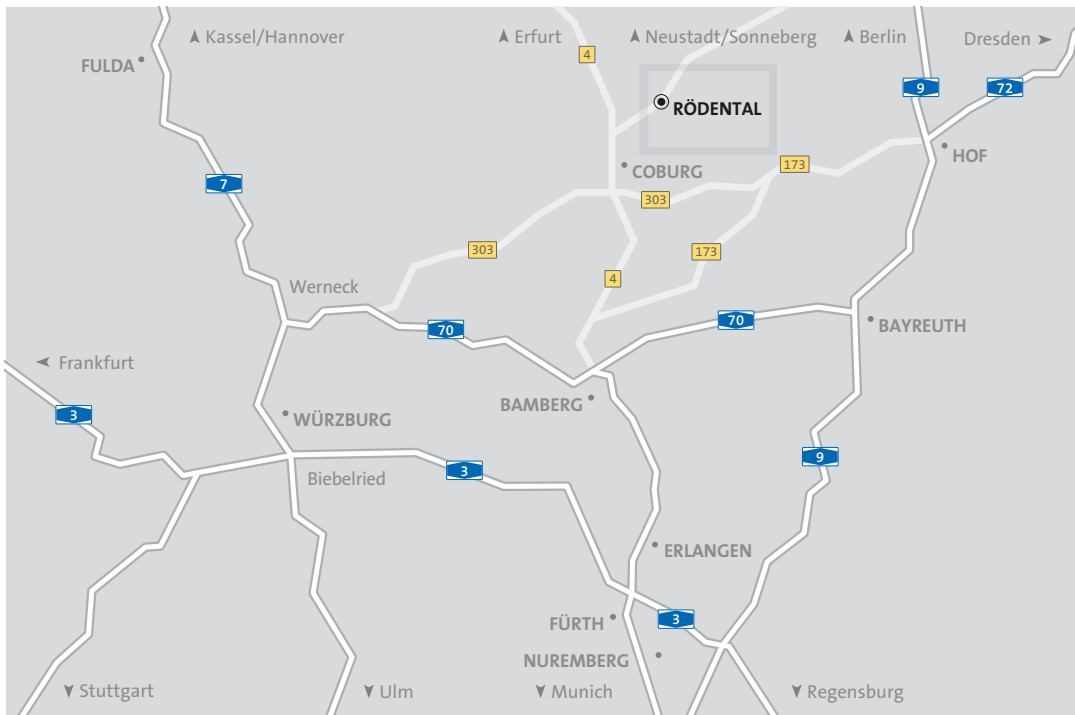 Kassel/Hannover
Erfurt
Neustadt/Sonneberg
Berlin
Dresden
FULDA
4
9
72
RÖDENTAL
HOF
COBURG
173
7
303
303
173
4
Werneck
70
70
BAYREUTH
Frankfurt
BAMBERG
3
WÜRZBURG
9
3
Biebelried
ERLANGEN
FÜRTH
3
NUREMBERG
Stuttgart
Ulm
Munich
Regensburg